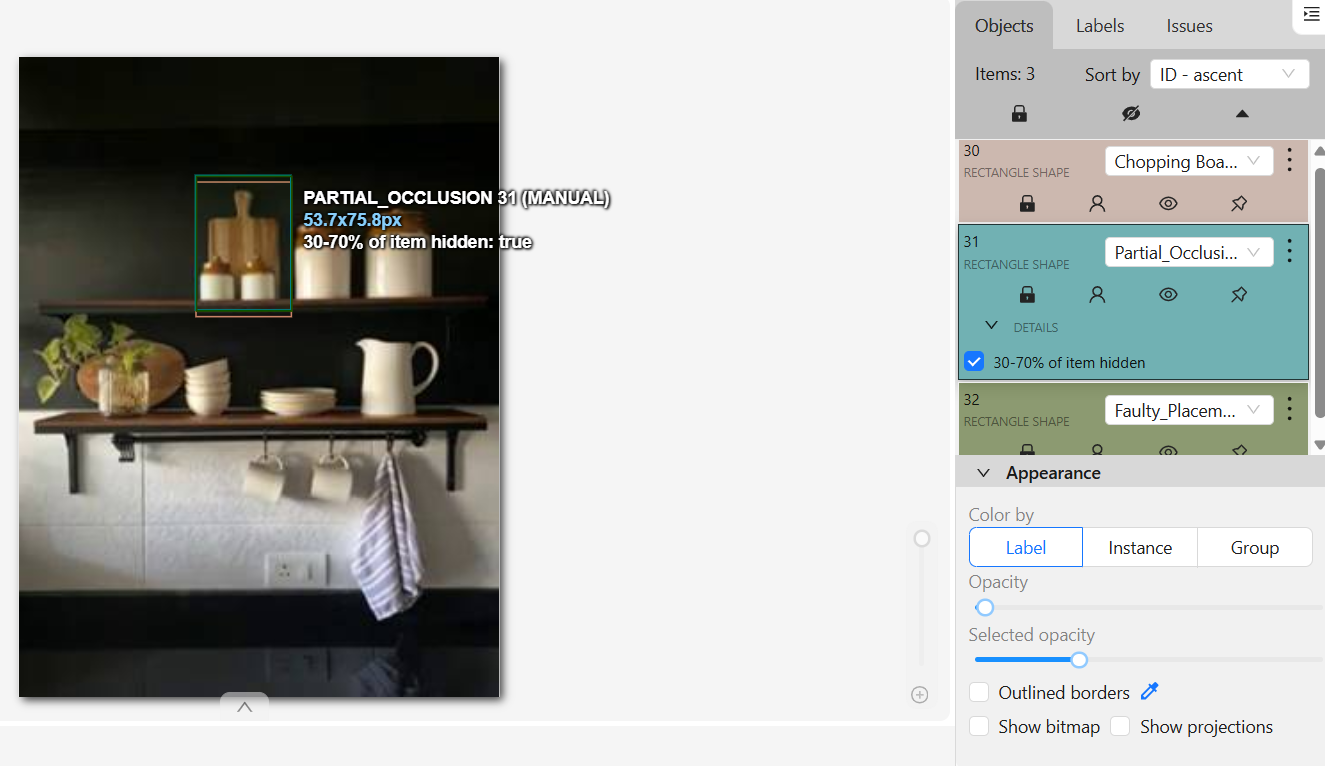 Objects
Labels
Issues
Items: 3
Sort by
ID - ascent
30
RECTANGLE SHAPE
Chopping Boa...
PARTIAL_OCCLUSION 31 (MANUAL)
53.7x75.8px
30-70% of item hidden: true
31
RECTANGLE SHAPE
Partial_Occlusi...
DETAILS
30-70% of item hidden
32
RECTANGLE SHAPE
Faulty_Placem...
Appearance
Color by
Label
Instance
Group
Opacity
Selected opacity
Outlined borders
Show bitmap
Show projections